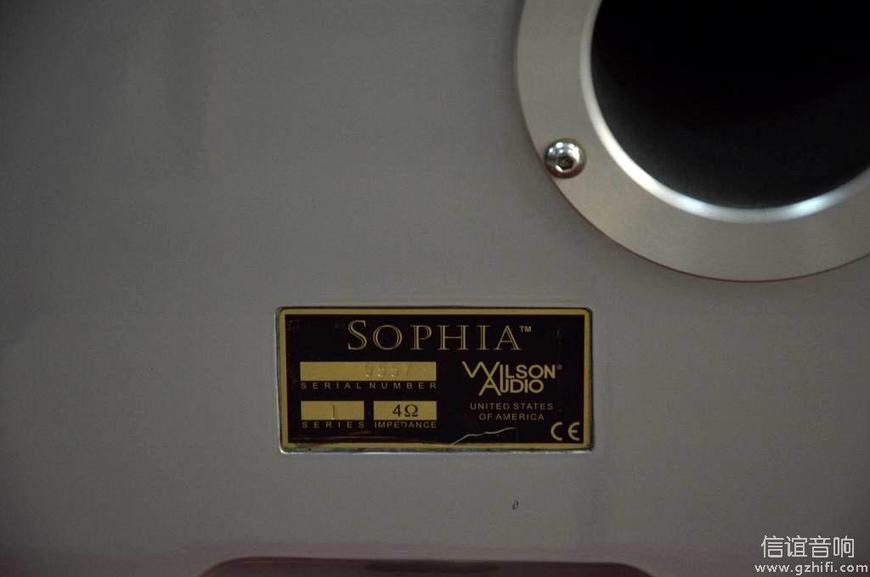 SOPHIA™
SERIAL NUMBER
1
SERIES
4Ω
IMPEDANCE
WILSON®
AUDIO
UNITED STATES
OF AMERICA
CE
信谊音响
www.gzhifi.com